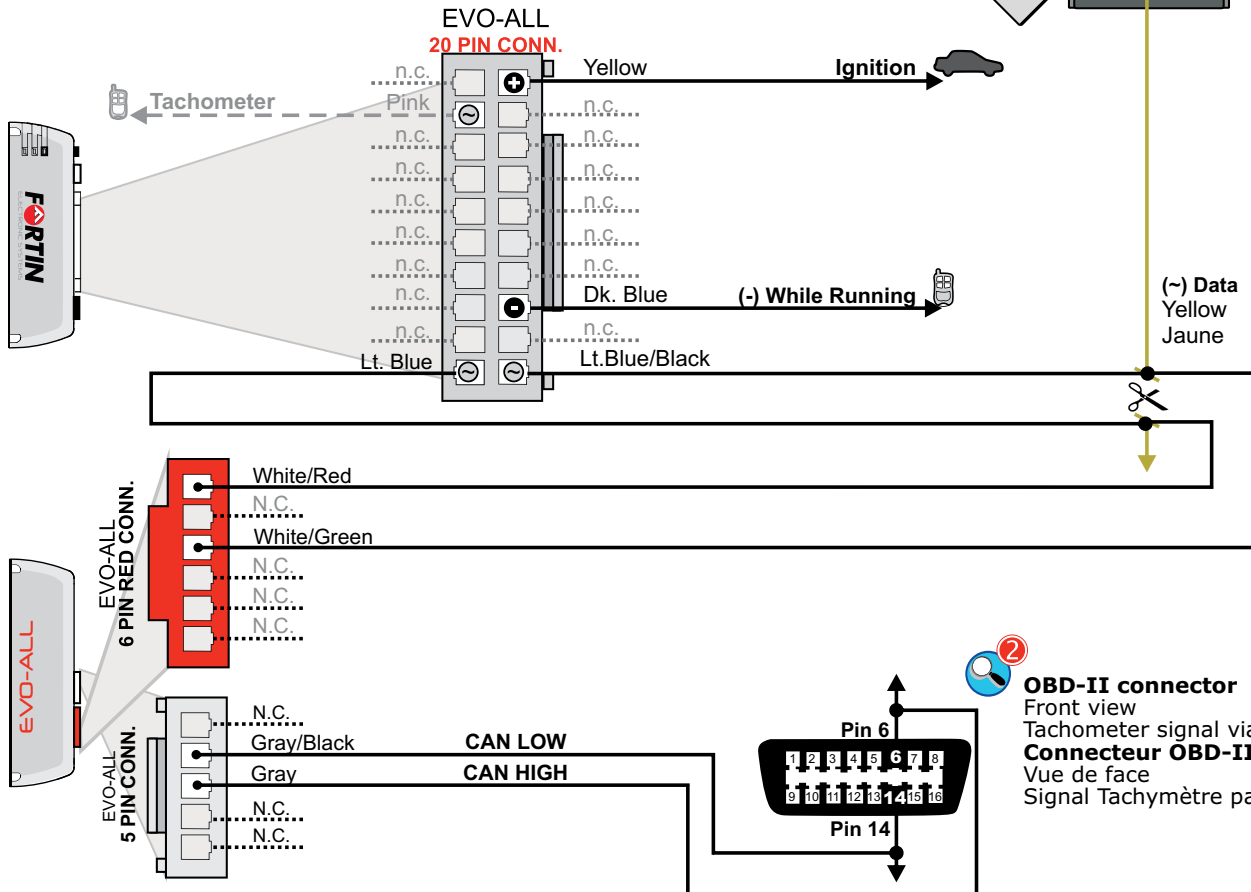 EVO-ALL
20 PIN CONN.
n.c. Yellow Ignition
Tachometer Pink n.c.
n.c. n.c.
n.c. n.c.
n.c. n.c.
n.c. n.c.
n.c. n.c.
n.c. Dk. Blue (-) While Running
n.c. n.c.
Lt. Blue Lt.Blue/Black
FORTIN
ELECTRONIC SYSTEMS
(~) Data
Yellow
Jaune
EVO-ALL
6 PIN RED CONN.
White/Red
N.C.
White/Green
N.C.
N.C.
N.C.
EVO-ALL
EVO-ALL
5 PIN CONN.
N.C.
Gray/Black CAN LOW
Gray CAN HIGH
N.C.
N.C.
Pin 6
1 2 3 4 5 6 7 8
9 10 11 12 13 14 15 16
Pin 14
2
OBD-II connector
Front view
Tachometer signal via
Connecteur OBD-II
Vue de face
Signal Tachymètre pa